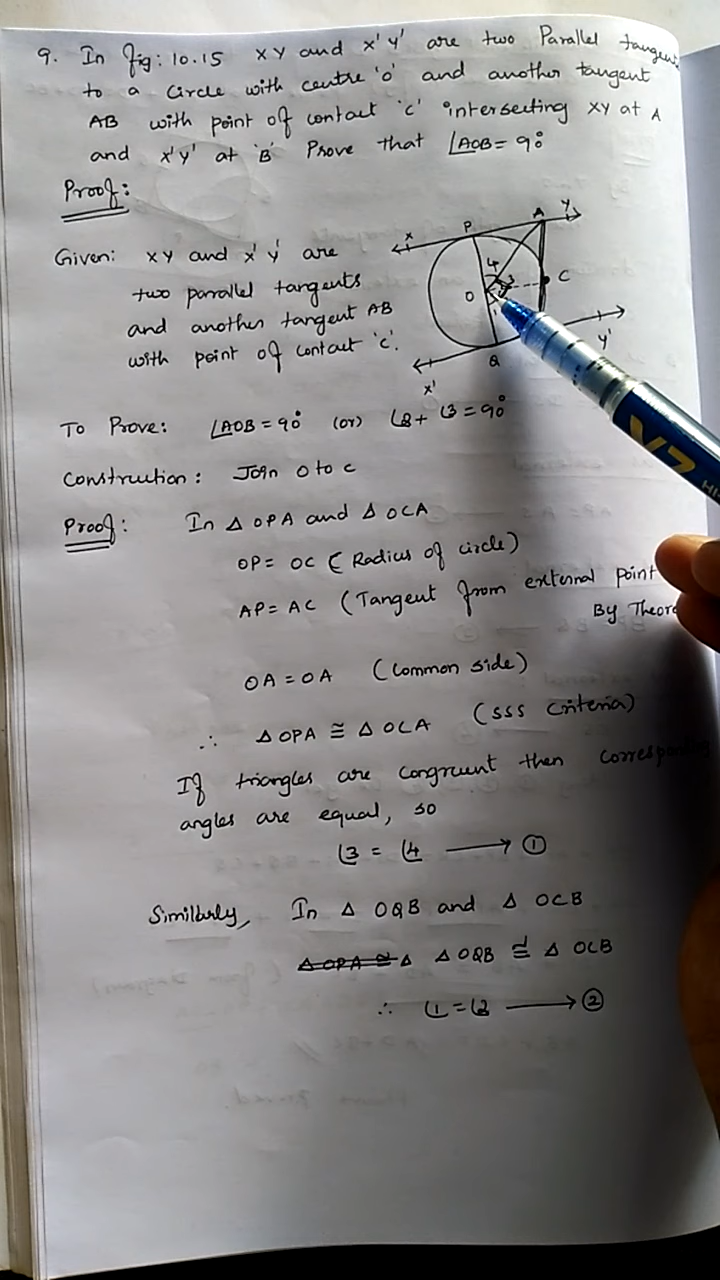 9. In fig: 10.15 XY and X'Y' are two Parallel
to a circle with centre 'O' and another tangent
AB with point of contact 'C' intersecting XY at A
and X'Y' at 'B' Prove that ∠AOB = 90°
Proof:
Given: XY and X'Y' are
two parallel tangents
and another tangent AB
with point of contact 'C'.
X P A Y
4 3
O C
Q
X' Y'
To Prove: ∠AOB = 90° (or) ∠2 + ∠3 = 90°
Construction: Join O to C
Proof: In Δ OPA and Δ OCA
OP = OC (Radius of circle)
AP = AC (Tangent from external point
By
OA = OA (Common side)
∴ Δ OPA ≅ Δ OCA (SSS Criteria)
If triangles are congruent then
angles are equal, so
∠3 = ∠4 → ①
Similarly, In Δ OQB and Δ OCB
Δ OPA ≅ Δ Δ OQB ≅ Δ OCB
∴ ∠1 = ∠2 → ②
V7
HI